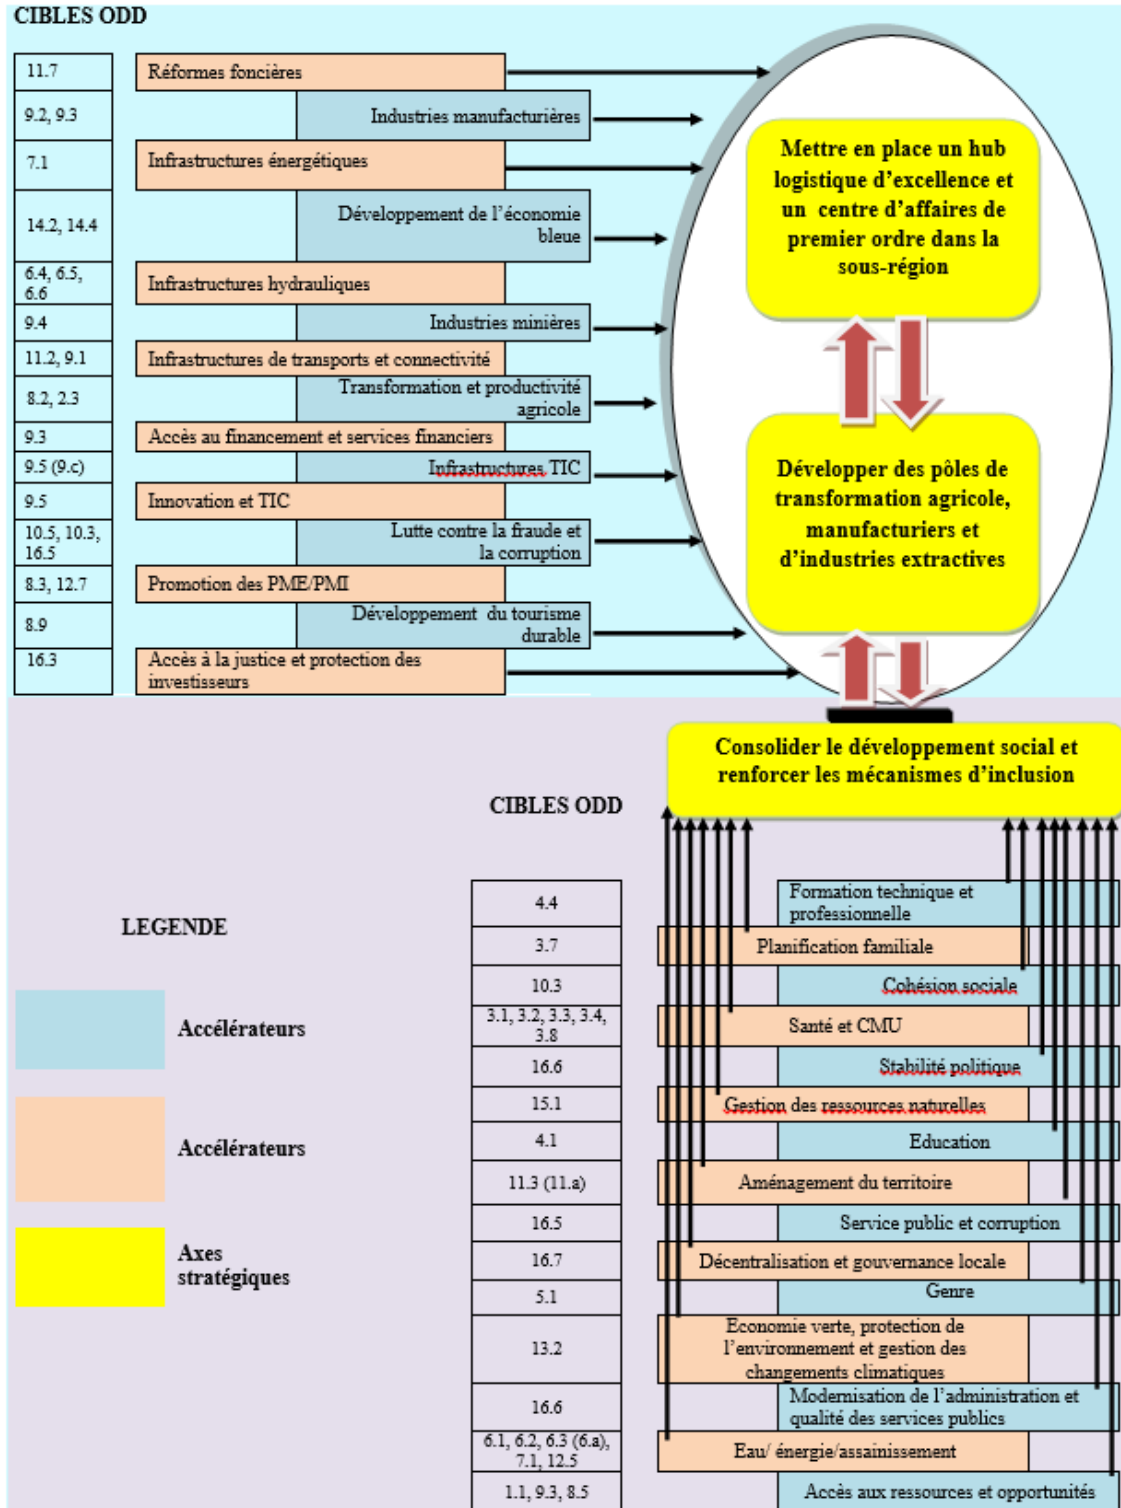 CIBLES ODD
11.7
Réformes foncières
9.2, 9.3
Industries manufacturières
7.1
Infrastructures énergétiques
14.2, 14.4
Développement de l’économie
bleue
6.4, 6.5,
6.6
Infrastructures hydrauliques
9.4
Industries minières
11.2, 9.1
Infrastructures de transports et connectivité
8.2, 2.3
Transformation et productivité
agricole
9.3
Accès au financement et services financiers
9.5 (9.c)
Infrastructures TIC
9.5
Innovation et TIC
10.5, 10.3,
16.5
Lutte contre la fraude et
la corruption
8.3, 12.7
Promotion des PME/PMI
8.9
Développement du tourisme
durable
16.3
Accès à la justice et protection des
investisseurs
Mettre en place un hub
logistique d’excellence et
un centre d’affaires de
premier ordre dans la
sous-région
Développer des pôles de
transformation agricole,
manufacturiers et
d’industries extractives
Consolider le développement social et
renforcer les mécanismes d’inclusion
CIBLES ODD
4.4
Formation technique et
professionnelle
3.7
Planification familiale
10.3
Cohésion sociale
3.1, 3.2, 3.3, 3.4,
3.8
Santé et CMU
16.6
Stabilité politique
15.1
Gestion des ressources naturelles
4.1
Education
11.3 (11.a)
Aménagement du territoire
16.5
Service public et corruption
16.7
Décentralisation et gouvernance locale
5.1
Genre
13.2
Economie verte, protection de
l’environnement et gestion des
changements climatiques
16.6
Modernisation de l’administration et
qualité des services publics
6.1, 6.2, 6.3 (6.a),
7.1, 12.5
Eau/ énergie/assainissement
1.1, 9.3, 8.5
Accès aux ressources et opportunités
LEGENDE
Accélérateurs
Accélérateurs
Axes
stratégiques